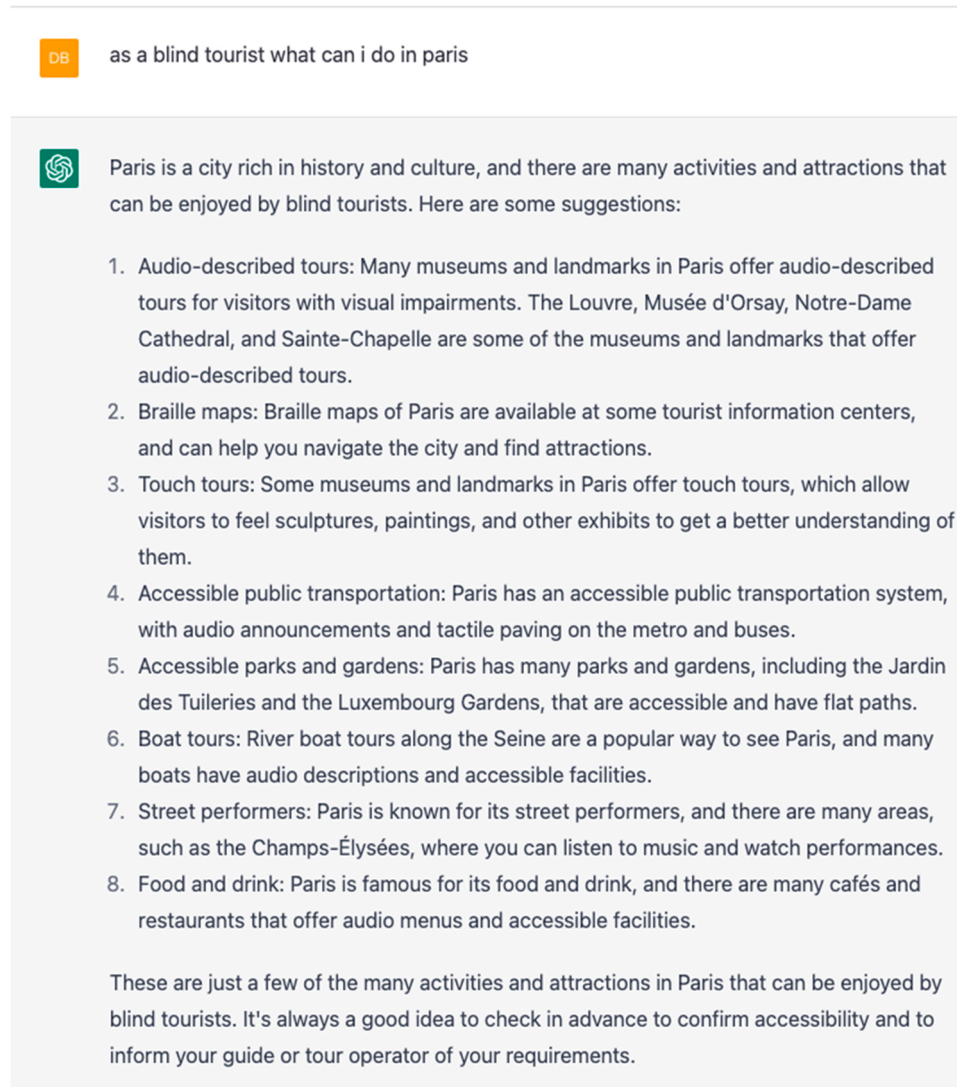 DB
as a blind tourist what can i do in paris
Paris is a city rich in history and culture, and there are many activities and attractions that
can be enjoyed by blind tourists. Here are some suggestions:
1. Audio-described tours: Many museums and landmarks in Paris offer audio-described
tours for visitors with visual impairments. The Louvre, Musée d'Orsay, Notre-Dame
Cathedral, and Sainte-Chapelle are some of the museums and landmarks that offer
audio-described tours.
2. Braille maps: Braille maps of Paris are available at some tourist information centers,
and can help you navigate the city and find attractions.
3. Touch tours: Some museums and landmarks in Paris offer touch tours, which allow
visitors to feel sculptures, paintings, and other exhibits to get a better understanding of
them.
4. Accessible public transportation: Paris has an accessible public transportation system,
with audio announcements and tactile paving on the metro and buses.
5. Accessible parks and gardens: Paris has many parks and gardens, including the Jardin
des Tuileries and the Luxembourg Gardens, that are accessible and have flat paths.
6. Boat tours: River boat tours along the Seine are a popular way to see Paris, and many
boats have audio descriptions and accessible facilities.
7. Street performers: Paris is known for its street performers, and there are many areas,
such as the Champs-Élysées, where you can listen to music and watch performances.
8. Food and drink: Paris is famous for its food and drink, and there are many cafés and
restaurants that offer audio menus and accessible facilities.
These are just a few of the many activities and attractions in Paris that can be enjoyed by
blind tourists. It's always a good idea to check in advance to confirm accessibility and to
inform your guide or tour operator of your requirements.